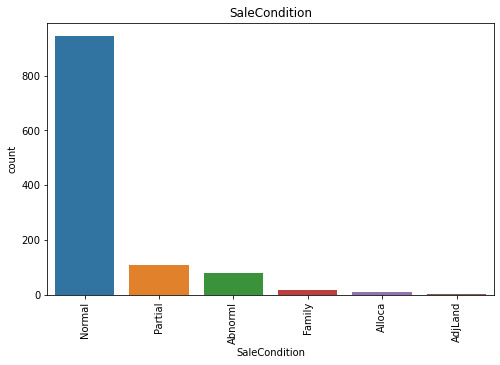 SaleCondition
800
600
400
200
0
count
Normal
Partial
Abnorml
Family
Alloca
AdjLand
SaleCondition